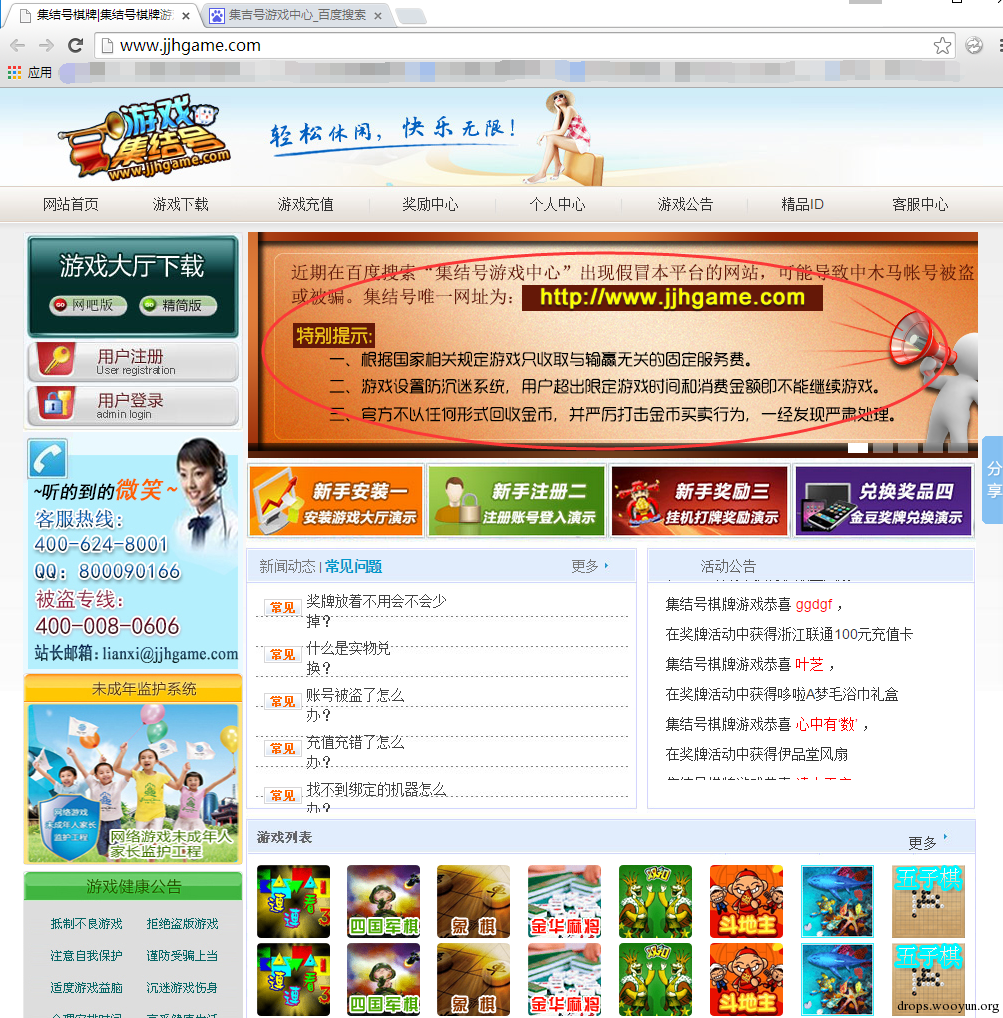 集结号棋牌|集结号棋牌游
集吉号游戏中心_百度搜索
www.jjhgame.com
应用
游戏
集结号
www.jjhgame.com
轻松休闲，快乐无限！
网站首页 游戏下载 游戏充值 奖励中心 个人中心 游戏公告 精品ID 客服中心
游戏大厅下载
GO 网吧版 GO 精简版
用户注册
User registration
用户登录
admin login
~听的到的微笑~
客服热线：
400-624-8001
QQ：800090166
被盗专线：
400-008-0606
站长邮箱：lianxi@jjhgame.com
未成年监护系统
网络游戏
未成年人家长
监护工程
网络游戏未成年人
家长监护工程
游戏健康公告
抵制不良游戏 拒绝盗版游戏
注意自我保护 谨防受骗上当
适度游戏益脑 沉迷游戏伤身
近期在百度搜索“集结号游戏中心”出现假冒本平台的网站，可能导致中木马帐号被盗
或被骗。集结号唯一网址为：http://www.jjhgame.com
特别提示:
一、根据国家相关规定游戏只收取与输赢无关的固定服务费。
二、游戏设置防沉迷系统，用户超出限定游戏时间和消费金额即不能继续游戏。
三、官方不以任何形式回收金币，并严厉打击金币买卖行为，一经发现严肃处理。
分
享
新手安装一
安装游戏大厅演示
新手注册二
注册账号登入演示
新手奖励三
挂机打牌奖励演示
兑换奖品四
金豆奖牌兑换演示
新闻动态 | 常见问题 更多
常见 奖牌放着不用会不会少
掉？
常见 什么是实物兑
换？
常见 账号被盗了怎么
办？
常见 充值充错了怎么
办？
常见 找不到绑定的机器怎么
办？
活动公告
集结号棋牌游戏恭喜 ggdgf ，
在奖牌活动中获得浙江联通100元充值卡
集结号棋牌游戏恭喜 叶芝 ，
在奖牌活动中获得哆啦A梦毛浴巾礼盒
集结号棋牌游戏恭喜 心中有‘数’ ，
在奖牌活动中获得伊品堂风扇
游戏列表 更多
逗逗看3 四国军棋 象棋 金华麻将 双扣 斗地主 五子棋
逗逗看3 四国军棋 象棋 金华麻将 双扣 斗地主 五子棋
drops.wooyun.org